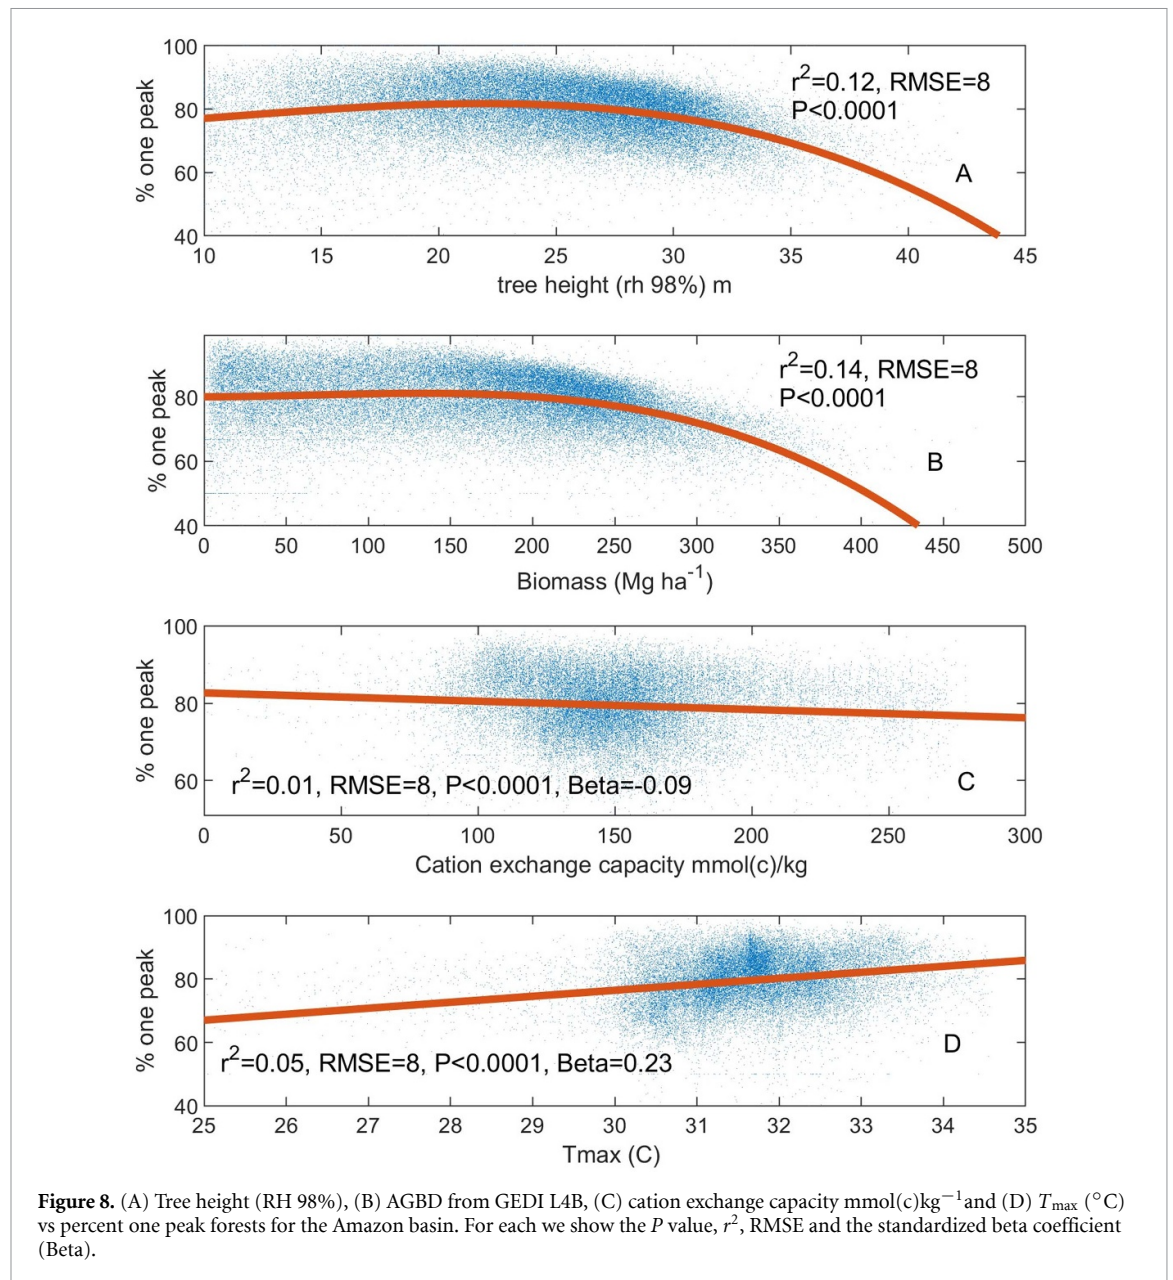 100
80
60
40
% one peak
r²=0.12, RMSE=8
P<0.0001
A
10 15 20 25 30 35 40 45
tree height (rh 98%) m
80
60
40
% one peak
r²=0.14, RMSE=8
P<0.0001
B
0 50 100 150 200 250 300 350 400 450 500
Biomass (Mg ha⁻¹)
100
80
60
% one peak
r²=0.01, RMSE=8, P<0.0001, Beta=-0.09
C
0 50 100 150 200 250 300
Cation exchange capacity mmol(c)/kg
100
80
60
40
% one peak
r²=0.05, RMSE=8, P<0.0001, Beta=0.23
D
25 26 27 28 29 30 31 32 33 34 35
Tmax (C)
Figure 8. (A) Tree height (RH 98%), (B) AGBD from GEDI L4B, (C) cation exchange capacity mmol(c)kg⁻¹and (D) Tmax (°C)
vs percent one peak forests for the Amazon basin. For each we show the P value, r², RMSE and the standardized beta coefficient
(Beta).